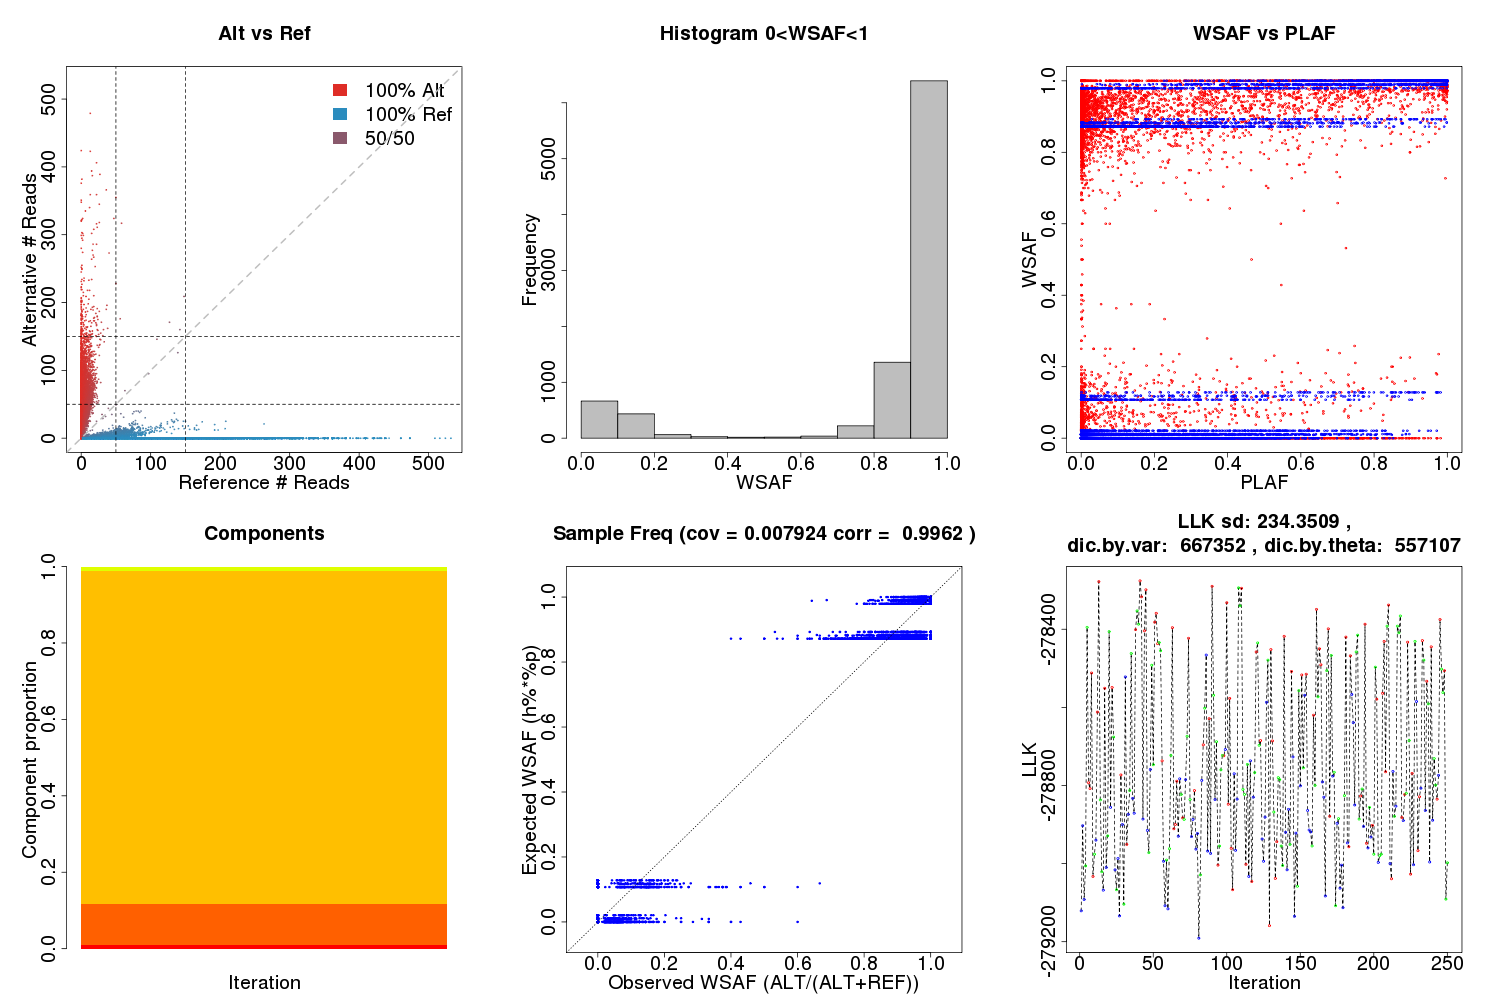 Alt vs Ref
100% Alt
100% Ref
50/50
Alternative # Reads
0 100 200 300 400 500
0 100 200 300 400 500
Reference # Reads
Histogram 0<WSAF<1
Frequency
0 1000 3000 5000
0.0 0.2 0.4 0.6 0.8 1.0
WSAF
WSAF vs PLAF
WSAF
0.0 0.2 0.4 0.6 0.8 1.0
0.0 0.2 0.4 0.6 0.8 1.0
PLAF
Components
Component proportion
0.0 0.2 0.4 0.6 0.8 1.0
Iteration
Sample Freq (cov = 0.007924 corr =  0.9962 )
Expected WSAF (h%*%p)
0.0 0.2 0.4 0.6 0.8 1.0
0.0 0.2 0.4 0.6 0.8 1.0
Observed WSAF (ALT/(ALT+REF))
LLK sd: 234.3509 ,
dic.by.var:  667352 , dic.by.theta:  557107
LLK
-279200 -278800 -278400
0 50 100 150 200 250
Iteration